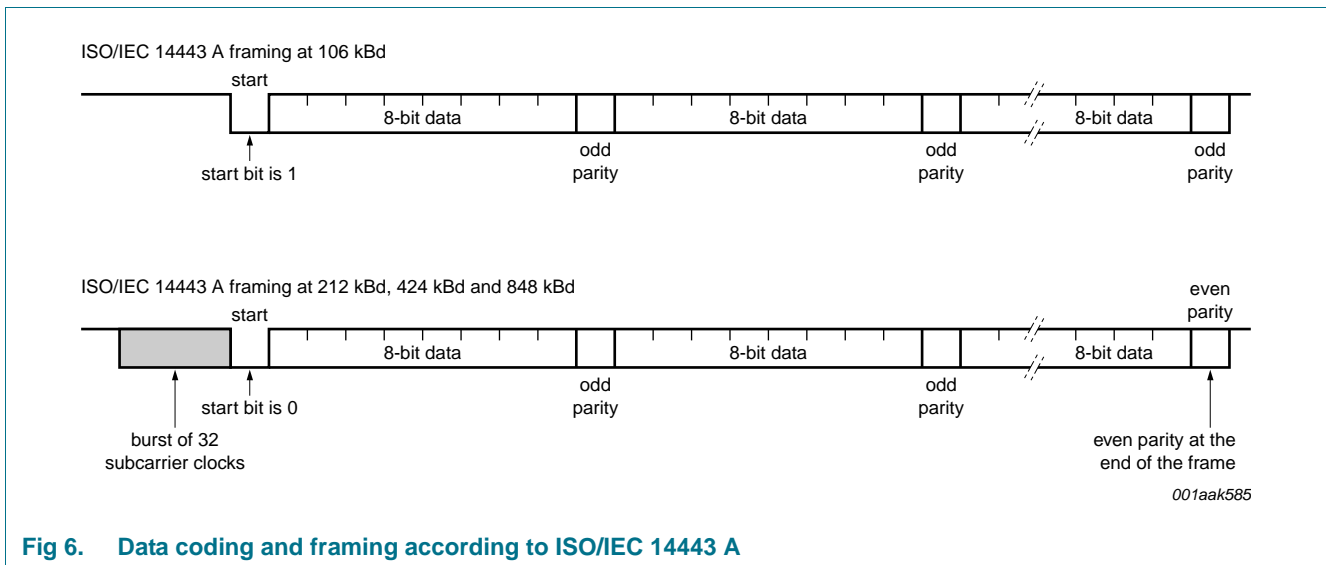 ISO/IEC 14443 A framing at 106 kBd
start
8-bit data
8-bit data
8-bit data
odd
parity
odd
parity
odd
parity
start bit is 1
ISO/IEC 14443 A framing at 212 kBd, 424 kBd and 848 kBd
even
parity
start
8-bit data
8-bit data
8-bit data
odd
parity
odd
parity
start bit is 0
burst of 32
subcarrier clocks
even parity at the
end of the frame
001aak585
Fig 6. Data coding and framing according to ISO/IEC 14443 A